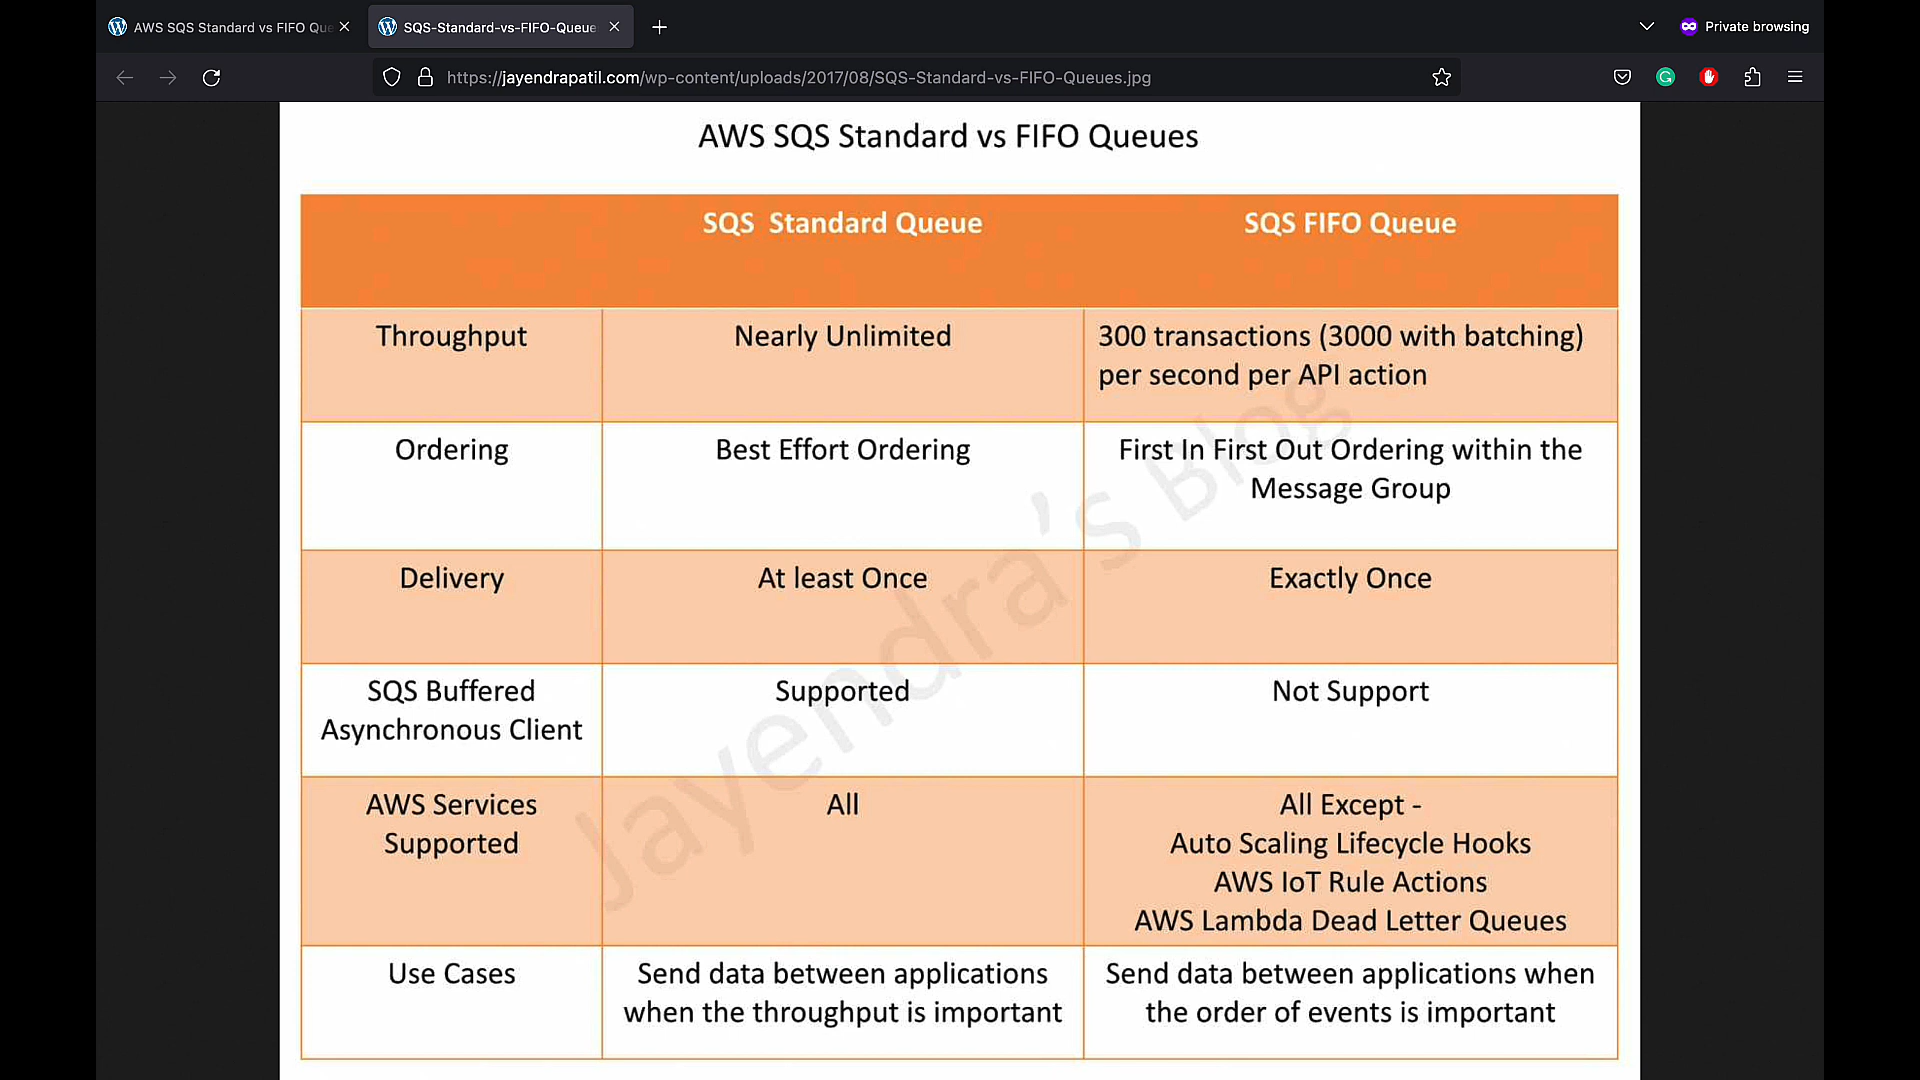 AWS SQS Standard vs FIFO Que
SQS-Standard-vs-FIFO-Queue
Private browsing
https://jayendrapatil.com/wp-content/uploads/2017/08/SQS-Standard-vs-FIFO-Queues.jpg
AWS SQS Standard vs FIFO Queues
SQS Standard Queue
SQS FIFO Queue
Throughput
Nearly Unlimited
300 transactions (3000 with batching)
per second per API action
Ordering
Best Effort Ordering
First In First Out Ordering within the
Message Group
Delivery
At least Once
Exactly Once
SQS Buffered
Asynchronous Client
Supported
Not Support
AWS Services
Supported
All
All Except -
Auto Scaling Lifecycle Hooks
AWS IoT Rule Actions
AWS Lambda Dead Letter Queues
Use Cases
Send data between applications
when the throughput is important
Send data between applications when
the order of events is important
Jayendra's Blog